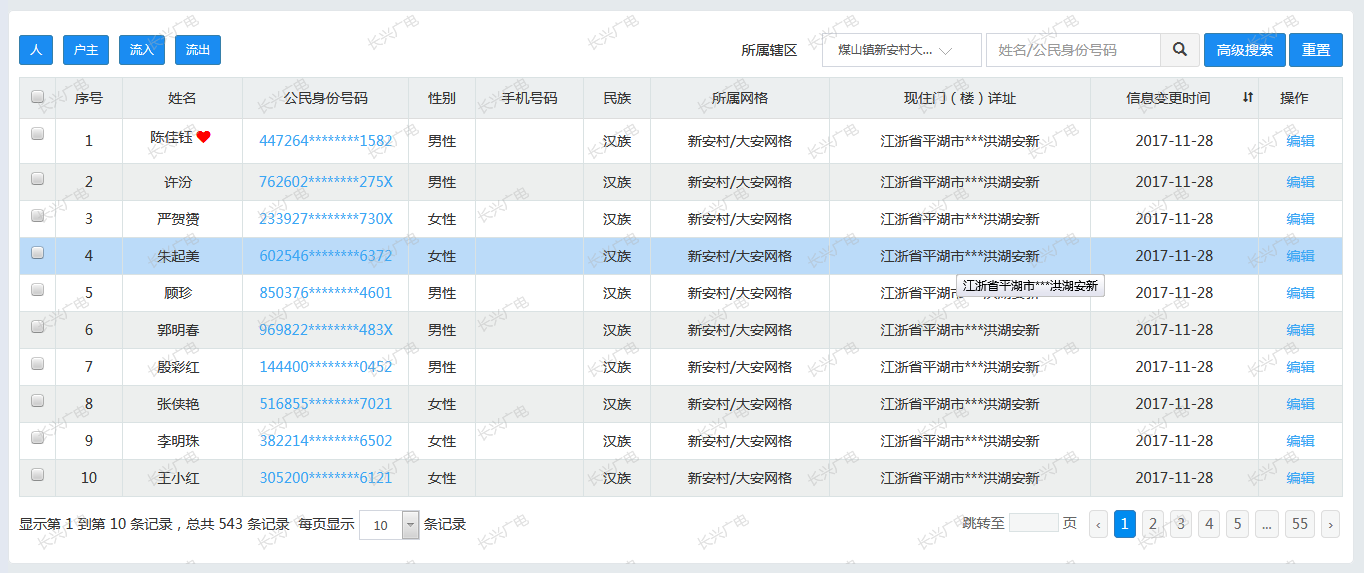 人 户主 流入 流出 所属辖区 煤山镇新安村大... 姓名/公民身份号码 高级搜索 重置
序号 姓名 公民身份号码 性别 手机号码 民族 所属网格 现住门（楼）详址 信息变更时间 操作
1 陈佳钰 447264********1582 男性 汉族 新安村/大安网格 江浙省平湖市***洪湖安新 2017-11-28 编辑
2 许汾 762602********275X 男性 汉族 新安村/大安网格 江浙省平湖市***洪湖安新 2017-11-28 编辑
3 严贺赟 233927********730X 女性 汉族 新安村/大安网格 江浙省平湖市***洪湖安新 2017-11-28 编辑
4 朱起美 602546********6372 女性 汉族 新安村/大安网格 江浙省平湖市***洪湖安新 2017-11-28 编辑
江浙省平湖市***洪湖安新
5 顾珍 850376********4601 男性 汉族 新安村/大安网格 江浙省平湖市***洪湖安新 2017-11-28 编辑
6 郭明春 969822********483X 男性 汉族 新安村/大安网格 江浙省平湖市***洪湖安新 2017-11-28 编辑
7 殷彩红 144400********0452 男性 汉族 新安村/大安网格 江浙省平湖市***洪湖安新 2017-11-28 编辑
8 张侠艳 516855********7021 女性 汉族 新安村/大安网格 江浙省平湖市***洪湖安新 2017-11-28 编辑
9 李明珠 382214********6502 女性 汉族 新安村/大安网格 江浙省平湖市***洪湖安新 2017-11-28 编辑
10 王小红 305200********6121 女性 汉族 新安村/大安网格 江浙省平湖市***洪湖安新 2017-11-28 编辑
显示第 1 到第 10 条记录，总共 543 条记录 每页显示 10 条记录 跳转至 页 ‹ 1 2 3 4 5 ... 55 ›
长兴广电